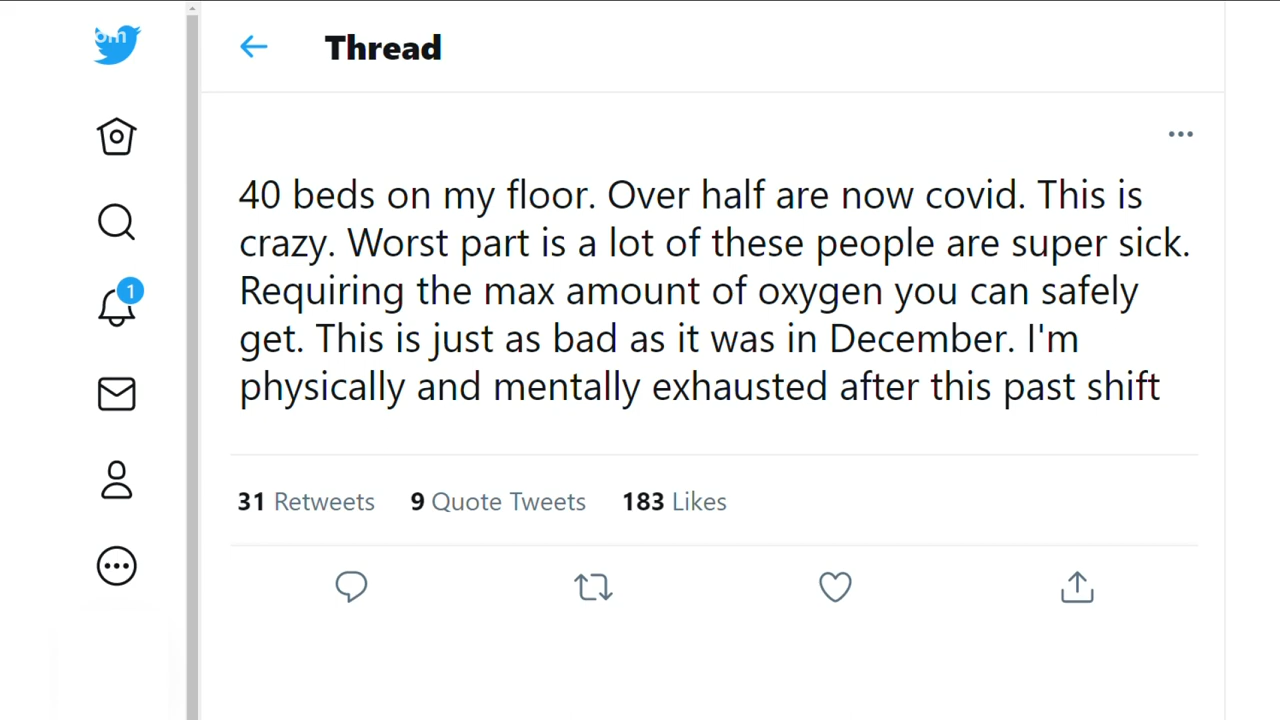 om
Thread
40 beds on my floor. Over half are now covid. This is
crazy. Worst part is a lot of these people are super sick.
Requiring the max amount of oxygen you can safely
get. This is just as bad as it was in December. I'm
physically and mentally exhausted after this past shift
1
31 Retweets 9 Quote Tweets 183 Likes